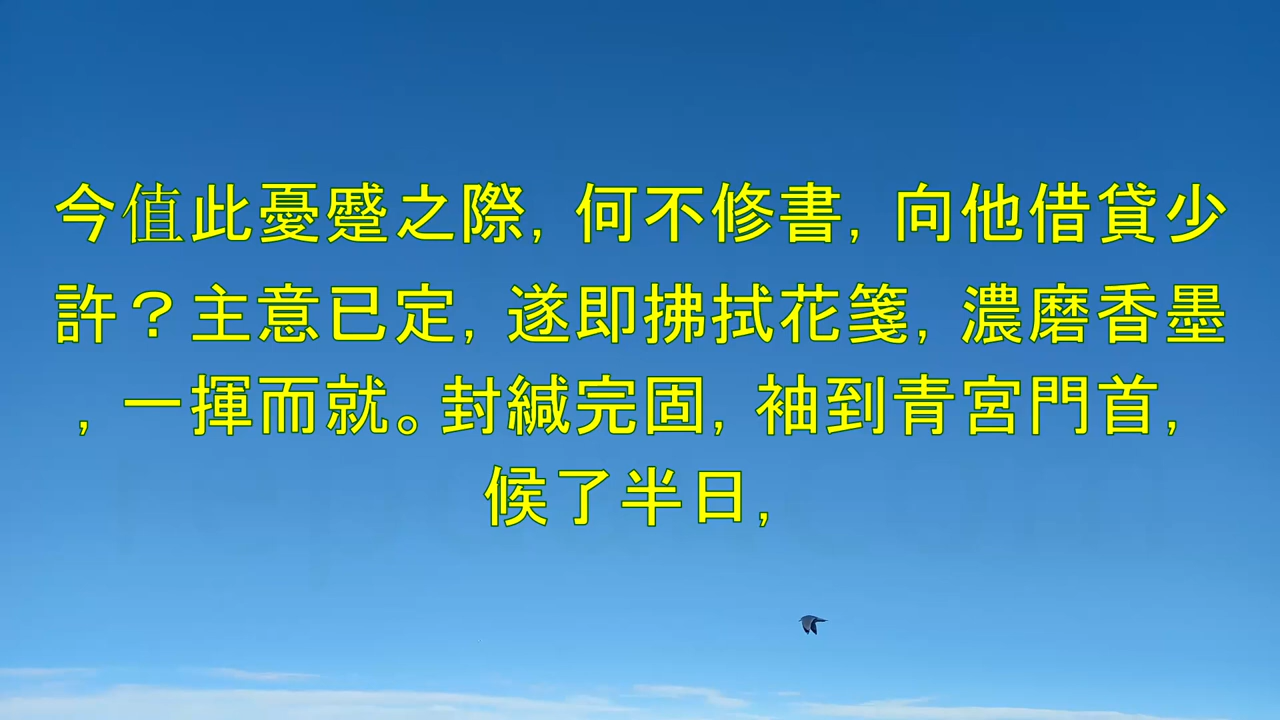 今值此憂蹙之際, 何不修書, 向他借貸少
許？主意已定, 遂即拂拭花箋, 濃磨香墨
, 一揮而就。封緘完固, 袖到青宮門首,
候了半日,